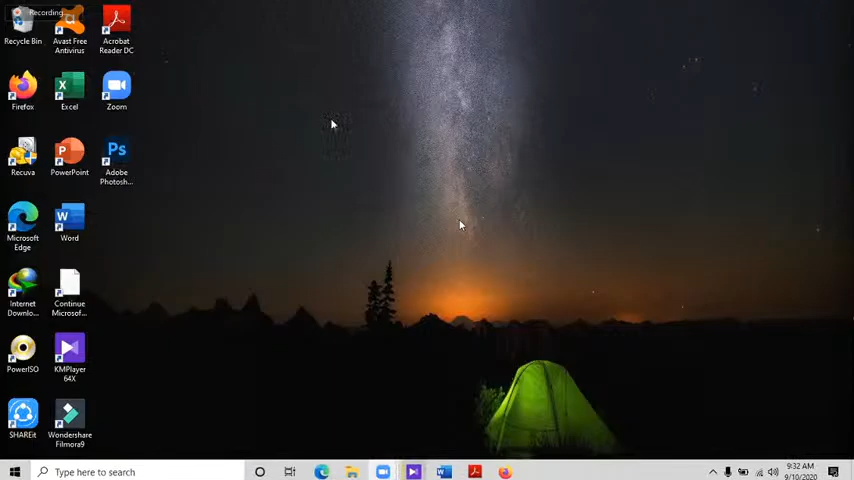 Recording
Recycle Bin
Avast Free
Antivirus
Acrobat
Reader DC
Firefox
Excel
Zoom
Recuva
PowerPoint
Adobe
Photosh...
Microsoft
Edge
Word
Internet
Downlo...
Continue
Microsof...
PowerISO
KMPlayer
64X
SHAREit
Wondershare
Filmora9
Type here to search
9:32 AM
9/10/2020